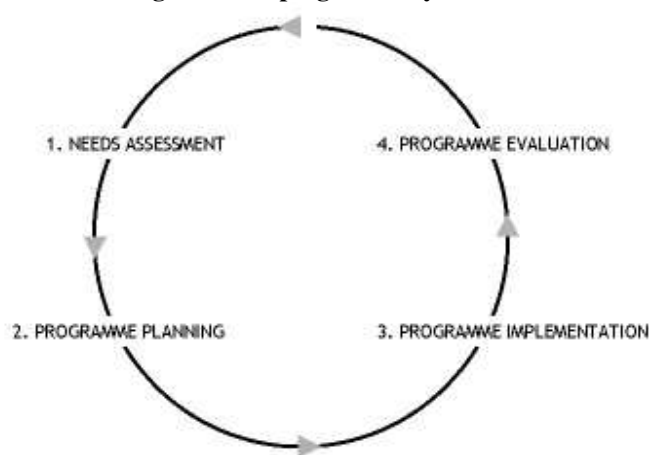 1. NEEDS ASSESSMENT
4. PROGRAMME EVALUATION
2. PROGRAMME PLANNING
3. PROGRAMME IMPLEMENTATION